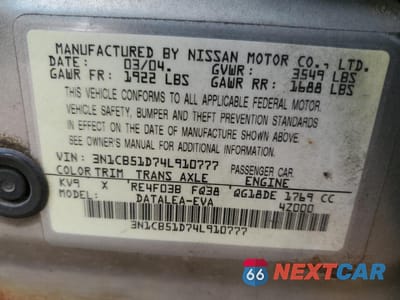 MANUFACTURED BY NISSAN MOTOR CO., LTD.
DATE: 03/04. GVWR: 3549 LBS
GAWR FR: 1922 LBS GAWR RR: 1688 LBS
THIS VEHICLE CONFORMS TO ALL APPLICABLE FEDERAL MOTOR
VEHICLE SAFETY, BUMPER AND THEFT PREVENTION STANDARDS
IN EFFECT ON THE DATE OF MANUFACTURE SHOWN ABOVE.
SEE OWNER'S MANUAL FOR ADDITIONAL INFORMATION.
VIN: 3N1CB51D74L910777 PASSENGER CAR.
COLOR TRIM TRANS AXLE ENGINE
KV9 X RE4F03B FQ38 QG18DE 1769 CC
MODEL: DATALEA-EVA 4Z000
3N1CB51D74L910777
66 NEXTCAR